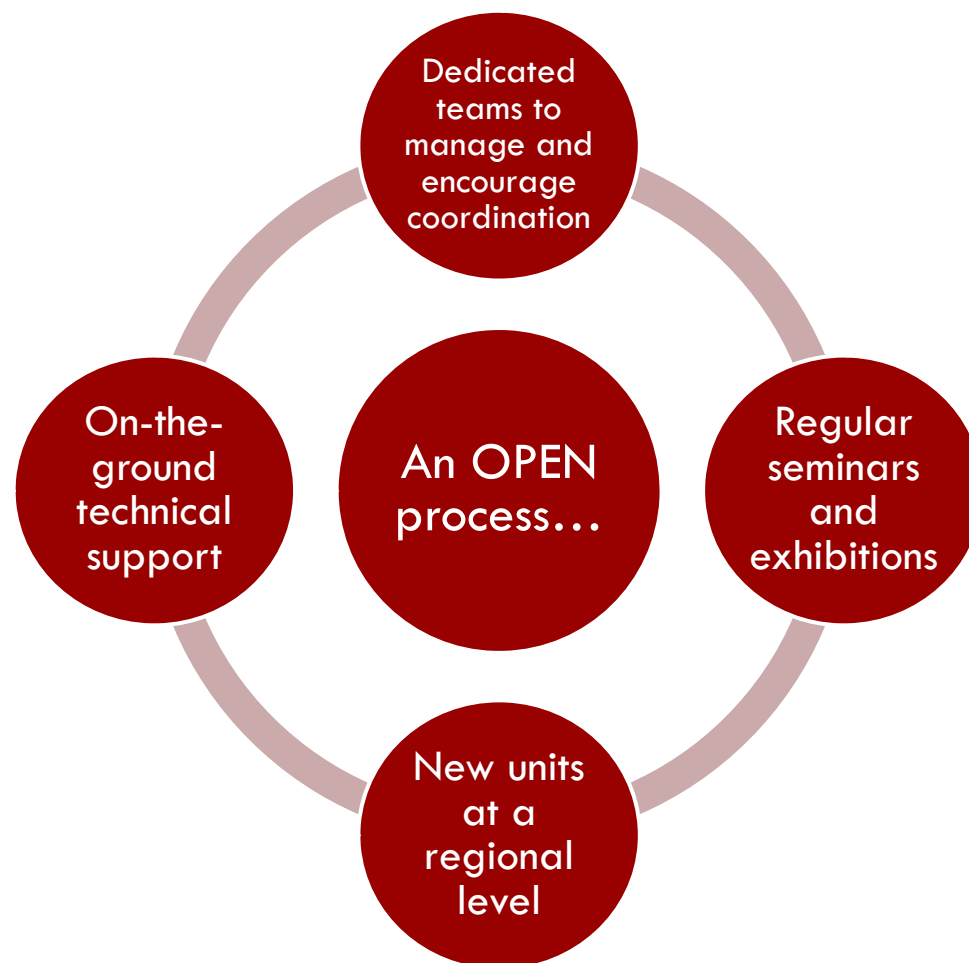 Dedicated
teams to
manage and
encourage
coordination
On-the-
ground
technical
support
An OPEN
process…
Regular
seminars
and
exhibitions
New units
at a
regional
level